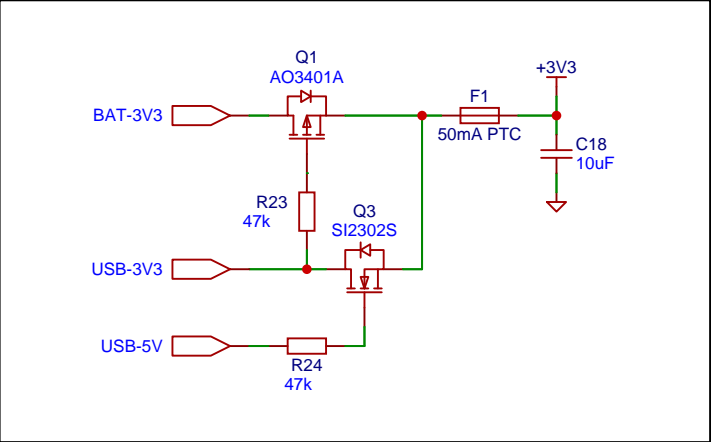 Q1
AO3401A
+3V3
BAT-3V3
F1
50mA PTC
C18
10uF
R23
47k
Q3
SI2302S
USB-3V3
USB-5V
R24
47k